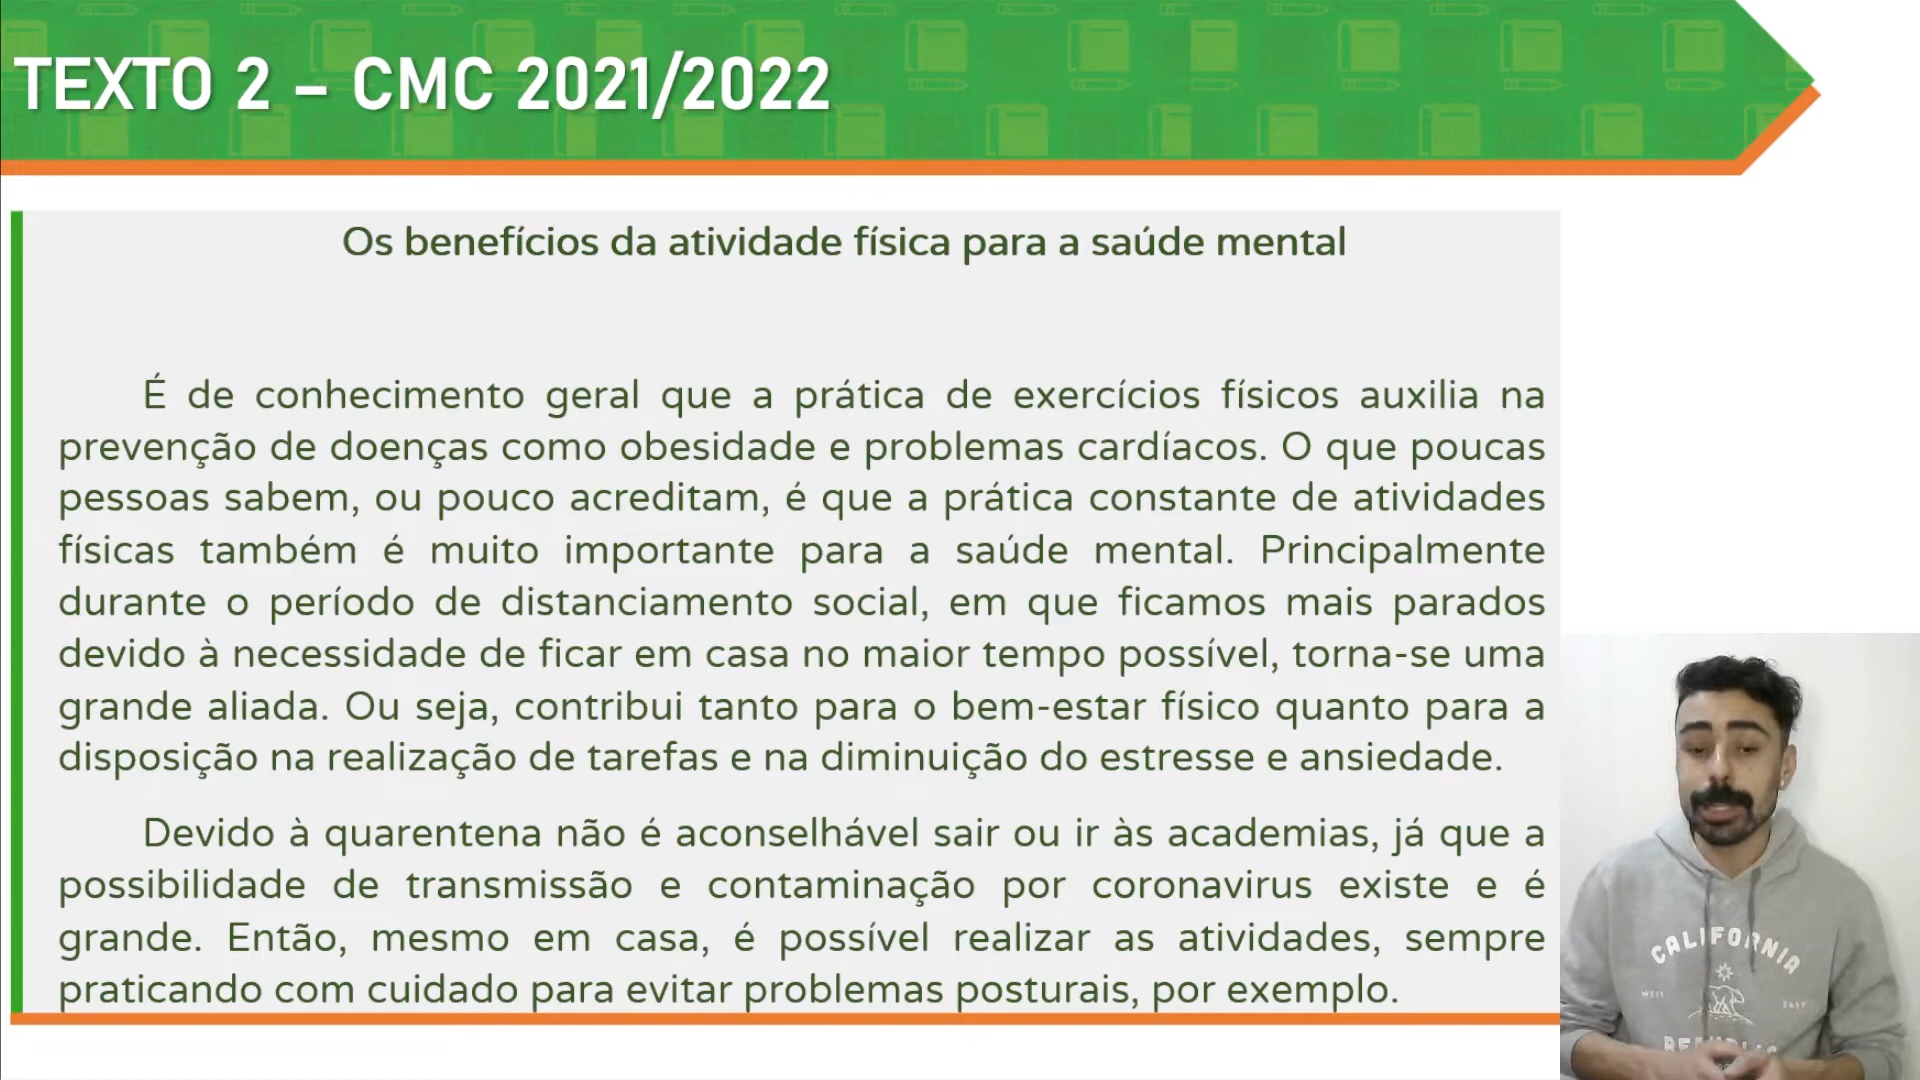 TEXTO 2 – CMC 2021/2022
Os benefícios da atividade física para a saúde mental
É de conhecimento geral que a prática de exercícios físicos auxilia na
prevenção de doenças como obesidade e problemas cardíacos. O que poucas
pessoas sabem, ou pouco acreditam, é que a prática constante de atividades
físicas também é muito importante para a saúde mental. Principalmente
durante o período de distanciamento social, em que ficamos mais parados
devido à necessidade de ficar em casa no maior tempo possível, torna-se uma
grande aliada. Ou seja, contribui tanto para o bem-estar físico quanto para a
disposição na realização de tarefas e na diminuição do estresse e ansiedade.
Devido à quarentena não é aconselhável sair ou ir às academias, já que a
possibilidade de transmissão e contaminação por coronavirus existe e é
grande. Então, mesmo em casa, é possível realizar as atividades, sempre
praticando com cuidado para evitar problemas posturais, por exemplo.
CALIFORNIA
WEST EAST